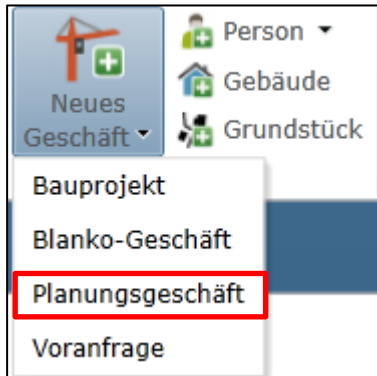 Neues
Geschäft
Person
Gebäude
Grundstück
Bauprojekt
Blanko-Geschäft
Planungsgeschäft
Voranfrage